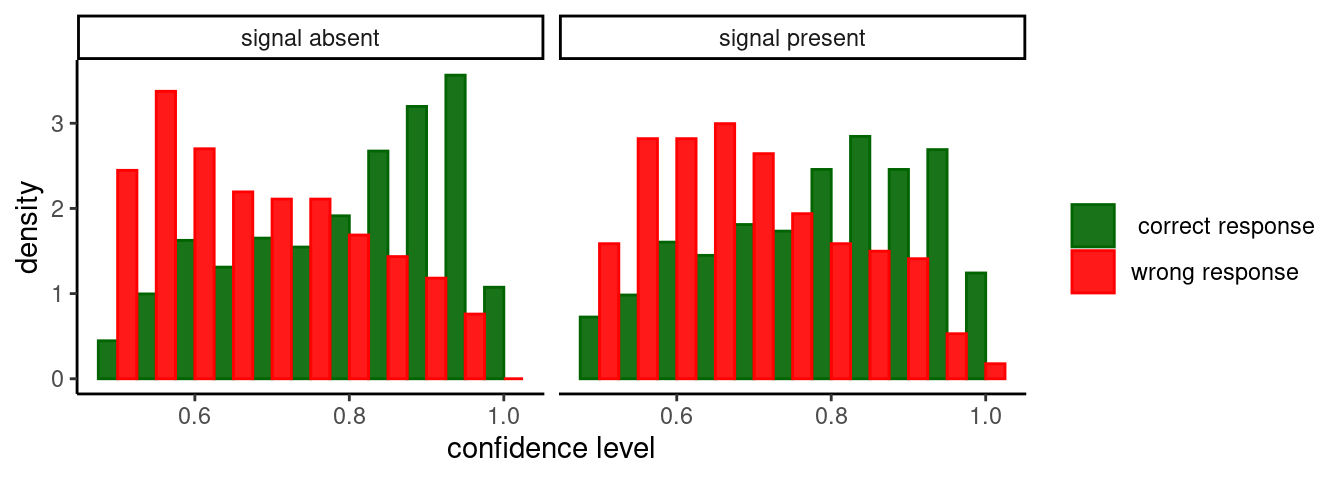 signal absent
signal present
3
2
1
0
density
0.6
0.8
1.0
0.6
0.8
1.0
confidence level
correct response
wrong response